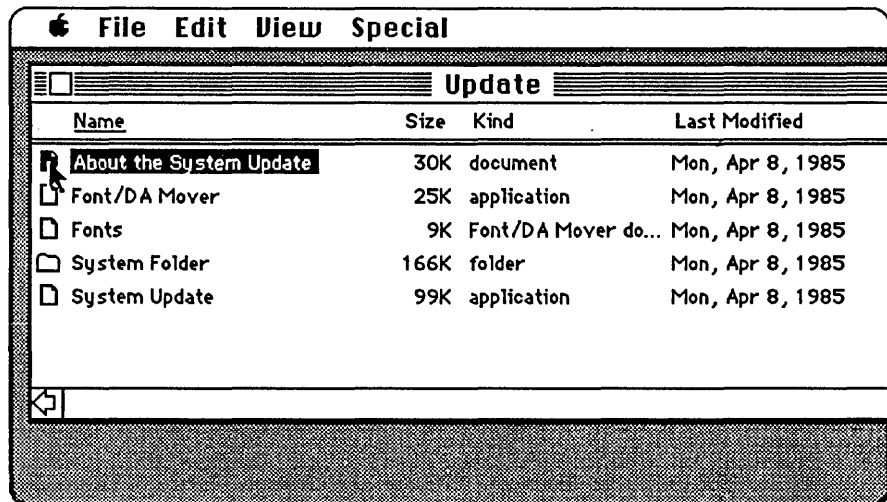 File Edit View Special
Update
Name Size Kind Last Modified
About the System Update 30K document Mon, Apr 8, 1985
Font/DA Mover 25K application Mon, Apr 8, 1985
Fonts 9K Font/DA Mover do... Mon, Apr 8, 1985
System Folder 166K folder Mon, Apr 8, 1985
System Update 99K application Mon, Apr 8, 1985